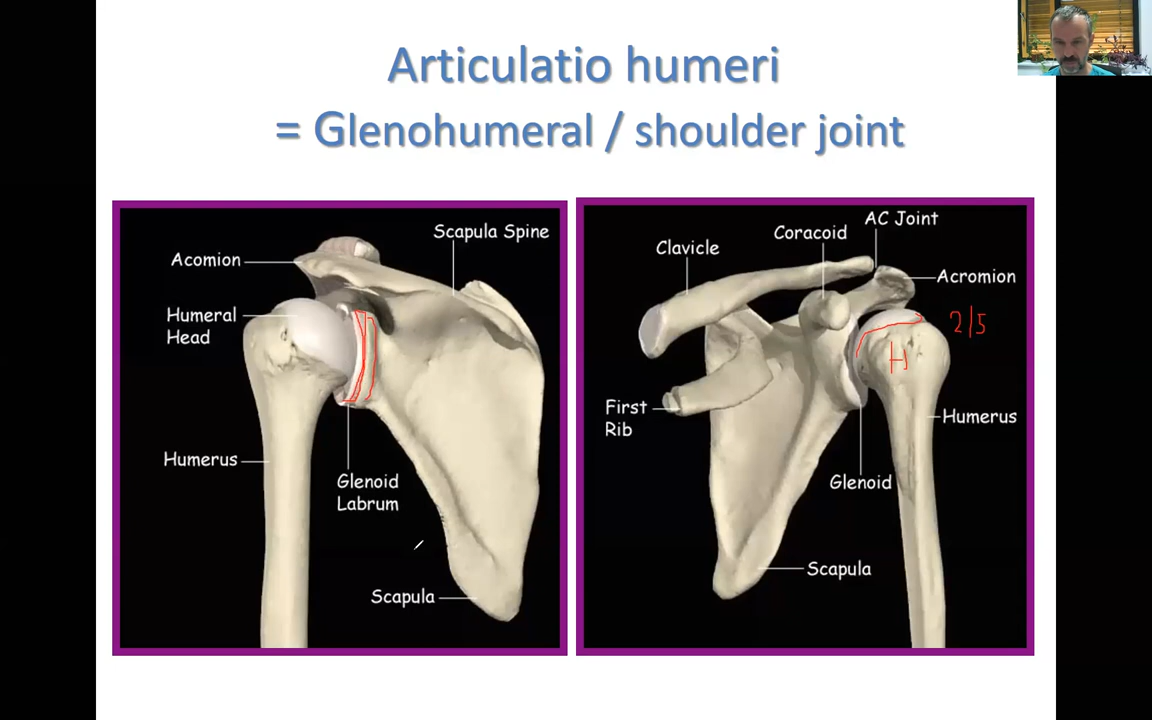 Articulatio humeri
= Glenohumeral / shoulder joint
Scapula Spine
Acomion
Humeral
Head
Humerus
Glenoid
Labrum
Scapula
AC Joint
Coracoid
Clavicle
Acromion
2/5
H
First
Rib
Humerus
Glenoid
Scapula